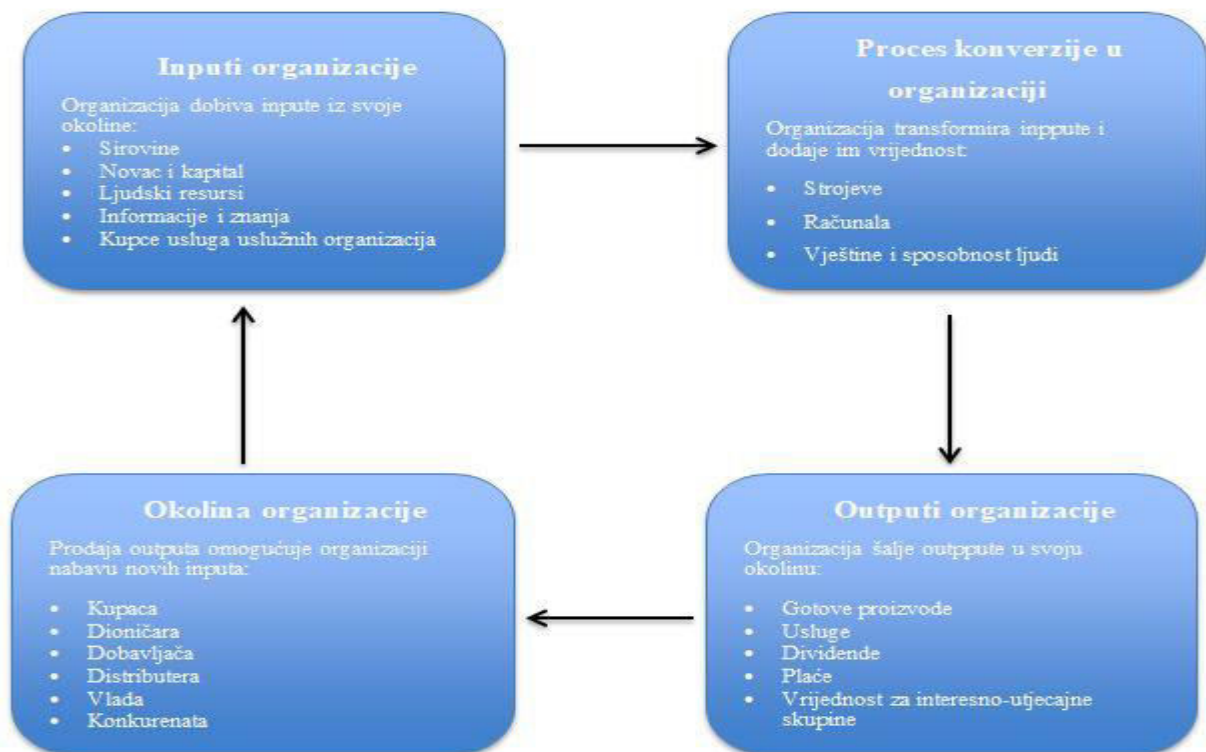 Inputi organizacije
Organizacija dobiva inpute iz svoje
okoline:
• Sirovine
• Novac i kapital
• Ljudski resursi
• Informacije i znanja
• Kupce usluga uslužnih organizacija
Proces konverzije u
organizaciji
Organizacija transformira inppute i
dodaje im vrijednost:
• Strojeve
• Računala
• Vještine i sposobnost ljudi
Outputi organizacije
Organizacija šalje outppute u svoju
okolinu:
• Gotove proizvode
• Usluge
• Dividende
• Plaće
• Vrijednost za interesno-utjecajne
skupine
Okolina organizacije
Prodaja outputa omogućuje organizaciji
nabavu novih inputa:
• Kupaca
• Dioničara
• Dobavljača
• Distributera
• Vlada
• Konkurenata